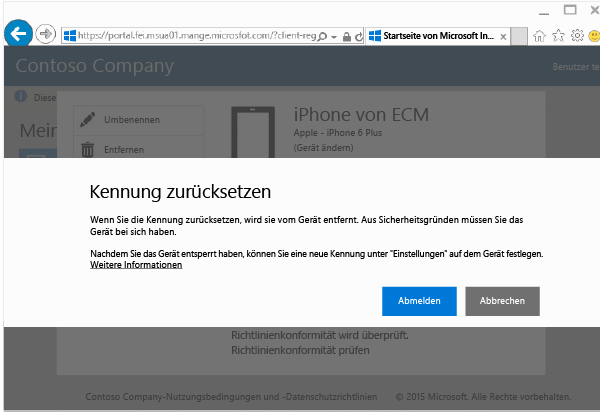 https://portal.fei.msua01.mange.microsfot.com/?client-reg
Startseite von Microsoft In...
Contoso Company
Benutzer te
Diese
Mein
Umbenennen
Entfernen
iPhone von ECM
Apple - iPhone 6 Plus
(Gerät ändern)
Kennung zurücksetzen
Wenn Sie die Kennung zurücksetzen, wird sie vom Gerät entfernt. Aus Sicherheitsgründen müssen Sie das
Gerät bei sich haben.
Nachdem Sie das Gerät entsperrt haben, können Sie eine neue Kennung unter "Einstellungen" auf dem Gerät festlegen.
Weitere Informationen
Abmelden
Abbrechen
Richtlinienkonformität wird überprüft.
Richtlinienkonformität prüfen
Contoso Company-Nutzungsbedingungen und -Datenschutzrichtlinien
© 2015 Microsoft. Alle Rechte vorbehalten.